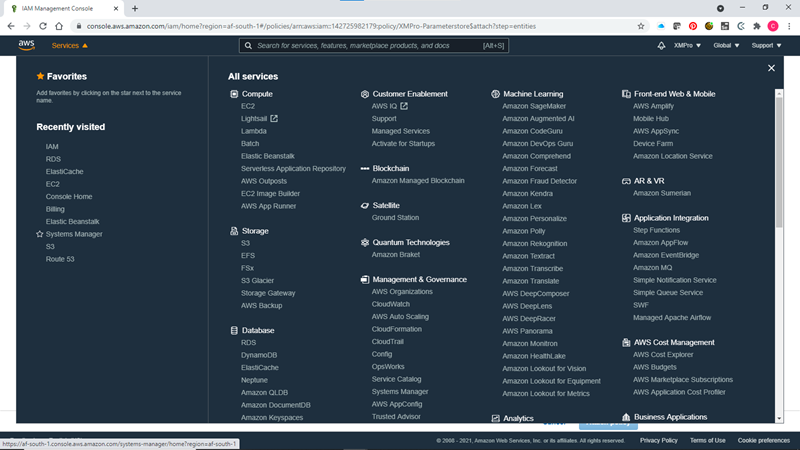 IAM Management Console
console.aws.amazon.com/iam/home?region=af-south-1#/policies/arn:aws:iam::142725982179:policy/XMPro-Parameterstore$attach?step=entities
aws
Services
Search for services, features, marketplace products, and docs
[Alt+S]
XMPro
Global
Support
Favorites
Add favorites by clicking on the star next to the service
name.
Recently visited
IAM
RDS
ElastiCache
EC2
Console Home
Billing
Elastic Beanstalk
Systems Manager
S3
Route 53
All services
Compute
EC2
Lightsail
Lambda
Batch
Elastic Beanstalk
Serverless Application Repository
AWS Outposts
EC2 Image Builder
AWS App Runner
Storage
S3
EFS
FSx
S3 Glacier
Storage Gateway
AWS Backup
Database
RDS
DynamoDB
ElastiCache
Neptune
Amazon QLDB
Amazon DocumentDB
Amazon Keyspaces
Customer Enablement
AWS IQ
Support
Managed Services
Activate for Startups
Blockchain
Amazon Managed Blockchain
Satellite
Ground Station
Quantum Technologies
Amazon Braket
Management & Governance
AWS Organizations
CloudWatch
AWS Auto Scaling
CloudFormation
CloudTrail
Config
OpsWorks
Service Catalog
Systems Manager
AWS AppConfig
Trusted Advisor
Machine Learning
Amazon SageMaker
Amazon Augmented AI
Amazon CodeGuru
Amazon DevOps Guru
Amazon Comprehend
Amazon Forecast
Amazon Fraud Detector
Amazon Kendra
Amazon Lex
Amazon Personalize
Amazon Polly
Amazon Rekognition
Amazon Textract
Amazon Transcribe
Amazon Translate
AWS DeepComposer
AWS DeepLens
AWS DeepRacer
AWS Panorama
Amazon Monitron
Amazon HealthLake
Amazon Lookout for Vision
Amazon Lookout for Equipment
Amazon Lookout for Metrics
Analytics
Front-end Web & Mobile
AWS Amplify
Mobile Hub
AWS AppSync
Device Farm
Amazon Location Service
AR & VR
Amazon Sumerian
Application Integration
Step Functions
Amazon AppFlow
Amazon EventBridge
Amazon MQ
Simple Notification Service
Simple Queue Service
SWF
Managed Apache Airflow
AWS Cost Management
AWS Cost Explorer
AWS Budgets
AWS Marketplace Subscriptions
AWS Application Cost Profiler
Business Applications
https://af-south-1.console.aws.amazon.com/systems-manager/home?region=af-south-1
© 2008 - 2021, Amazon Web Services, Inc. or its affiliates. All rights reserved.
Privacy Policy
Terms of Use
Cookie preferences